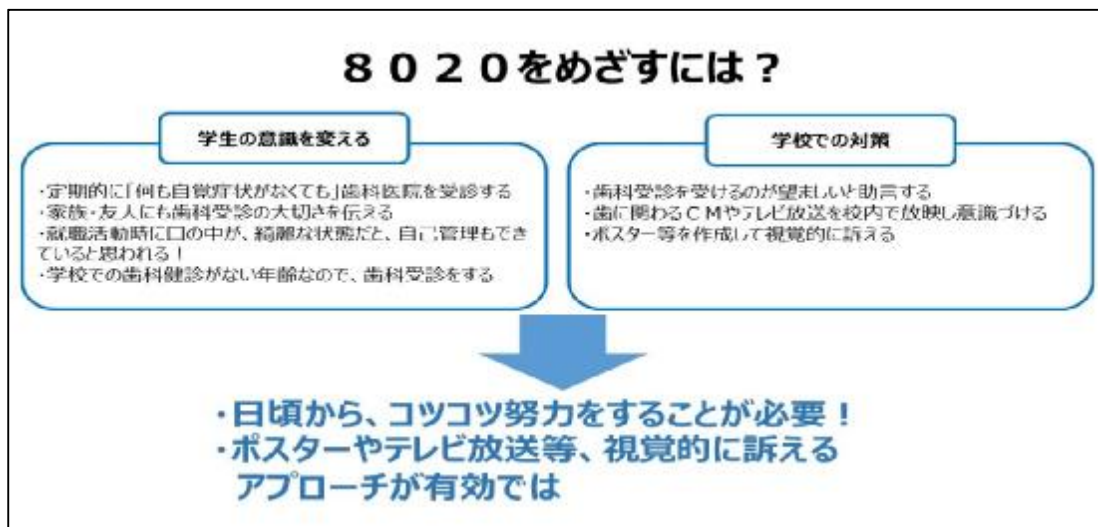 8020をめざすには?
学生の意識を変える
・定期的に「何も自覚症状がなくても」歯科医院を受診する
・家族・友人にも歯科受診の大切さを伝える
・就職活動時に口の中が、綺麗な状態だと、自己管理もでき
ていると思われる!
・学校での歯科健診がない年齢なので、歯科受診をする
学校での対策
・歯科受診を受けるのが望ましいと助言する
・歯に関わるCMやテレビ放送を校内で放映し意識づける
・ポスター等を作成して視覚的に訴える
・日頃から、コツコツ努力をすることが必要!
・ポスターやテレビ放送等、視覚的に訴える
アプローチが有効では